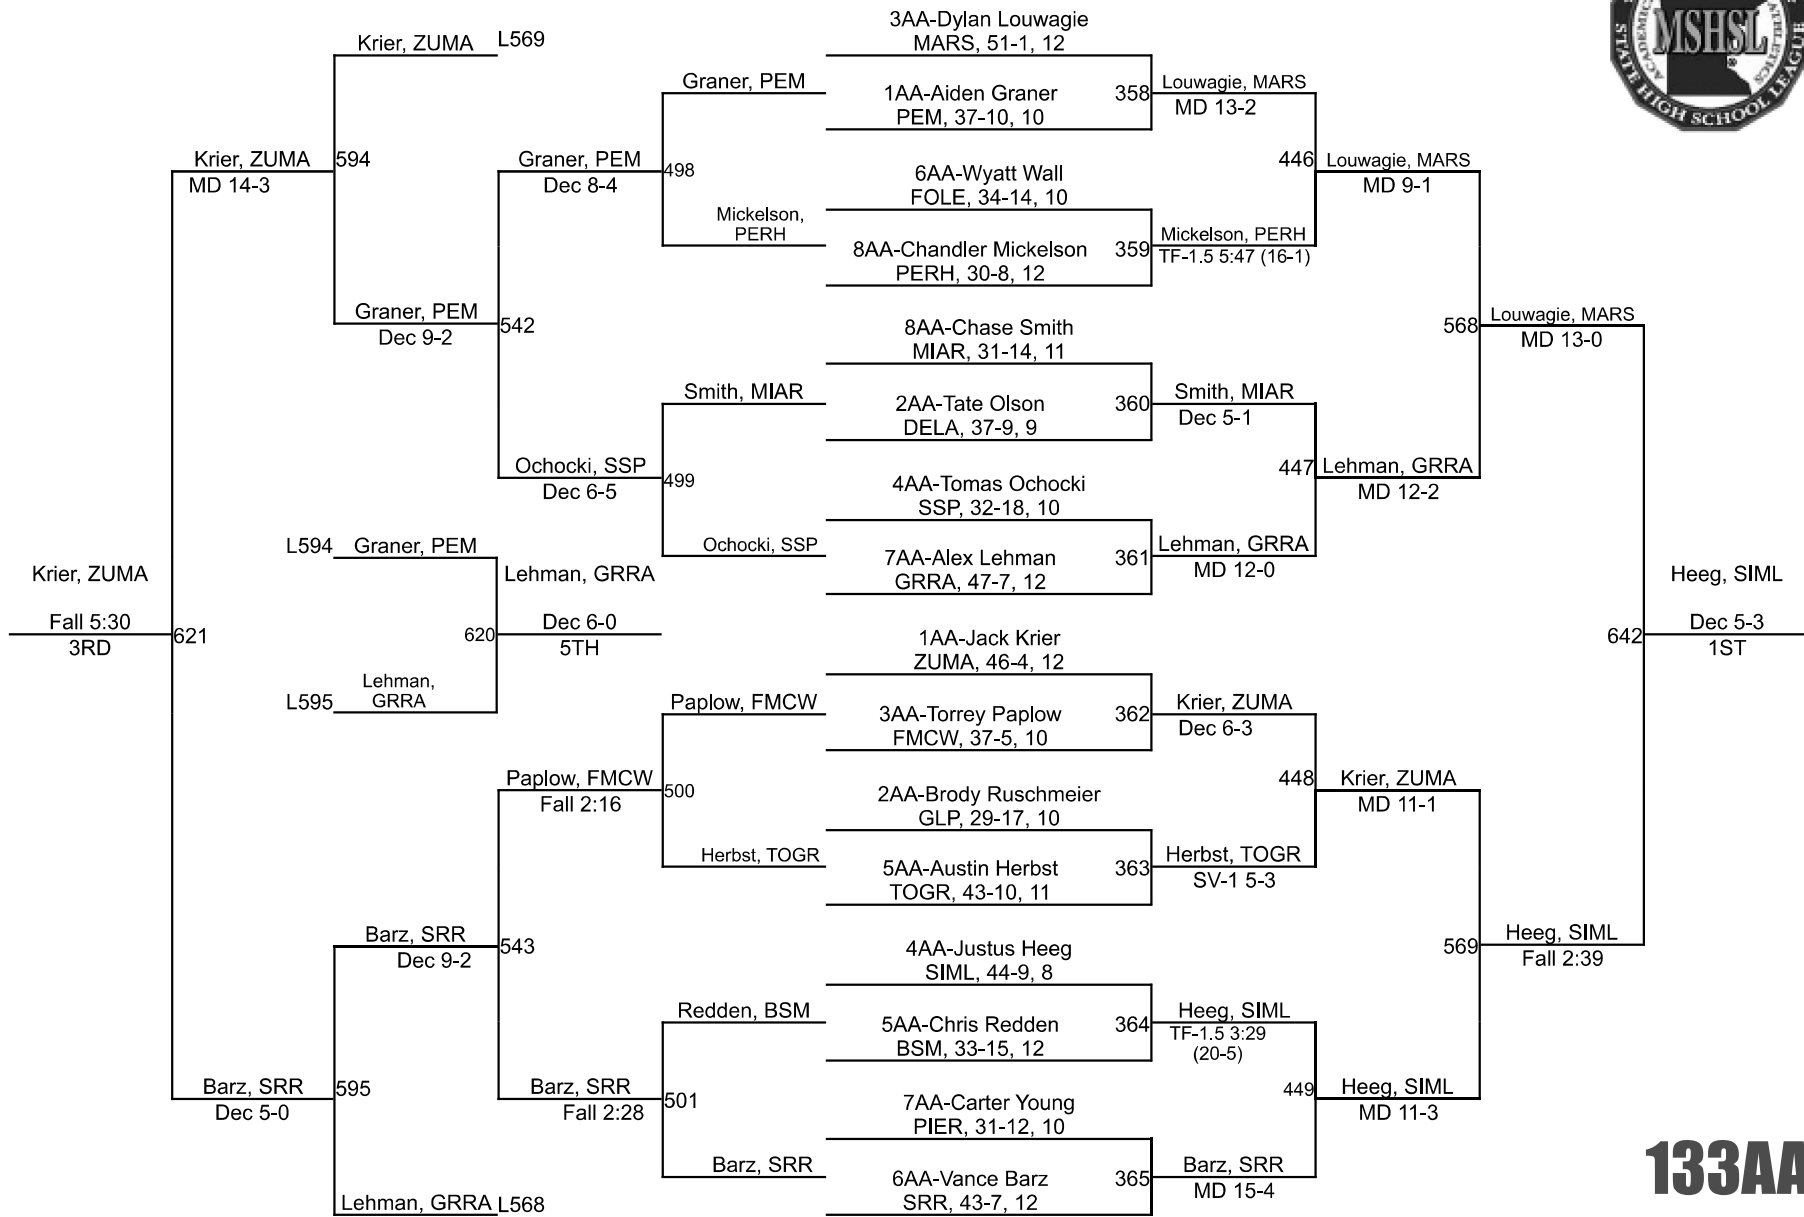 Krier, ZUMA
L569
Krier, ZUMA
MD 14-3
594
Graner, PEM
Dec 9-2
Graner, PEM
Dec 8-4
542
Ochocki, SSP
Dec 6-5
Graner, PEM
498
Mickelson,
PERH
Smith, MIAR
499
Ochocki, SSP
L594
Graner, PEM
Lehman, GRRA
620
Dec 6-0
5TH
L595
Lehman,
GRRA
Krier, ZUMA
Fall 5:30
3RD
621
Paplow, FMCW
Paplow, FMCW
Fall 2:16
500
Herbst, TOGR
Barz, SRR
Dec 9-2
543
Redden, BSM
Barz, SRR
Dec 5-0
595
Barz, SRR
Fall 2:28
501
Barz, SRR
Lehman, GRRA
L568
3AA-Dylan Louwagie
MARS, 51-1, 12
1AA-Aiden Graner
PEM, 37-10, 10
358
6AA-Wyatt Wall
FOLE, 34-14, 10
8AA-Chandler Mickelson
PERH, 30-8, 12
359
8AA-Chase Smith
MIAR, 31-14, 11
2AA-Tate Olson
DELA, 37-9, 9
360
4AA-Tomas Ochocki
SSP, 32-18, 10
7AA-Alex Lehman
GRRA, 47-7, 12
361
1AA-Jack Krier
ZUMA, 46-4, 12
3AA-Torrey Paplow
FMCW, 37-5, 10
362
2AA-Brody Ruschmeier
GLP, 29-17, 10
5AA-Austin Herbst
TOGR, 43-10, 11
363
4AA-Justus Heeg
SIML, 44-9, 8
5AA-Chris Redden
BSM, 33-15, 12
364
7AA-Carter Young
PIER, 31-12, 10
6AA-Vance Barz
SRR, 43-7, 12
365
Louwagie, MARS
MD 13-2
446
Louwagie, MARS
MD 9-1
Mickelson, PERH
TF-1.5 5:47 (16-1)
Smith, MIAR
Dec 5-1
447
Lehman, GRRA
MD 12-2
Lehman, GRRA
MD 12-0
568
Louwagie, MARS
MD 13-0
Krier, ZUMA
Dec 6-3
448
Krier, ZUMA
MD 11-1
Herbst, TOGR
SV-1 5-3
569
Heeg, SIML
Fall 2:39
Heeg, SIML
TF-1.5 3:29
(20-5)
449
Heeg, SIML
MD 11-3
Barz, SRR
MD 15-4
Heeg, SIML
642
Dec 5-3
1ST
MSHSL
ACADEMIC
ATHLETICS
STATE HIGH SCHOOL LEAGUE
133AA